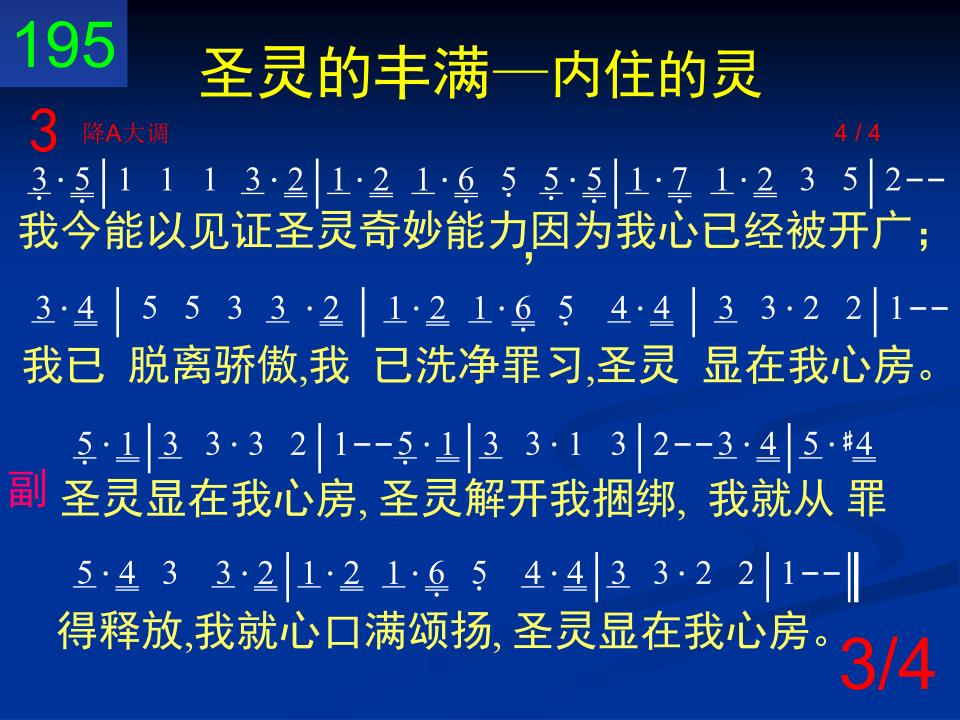 195
圣灵的丰满—内住的灵
3 降A大调 4 / 4
3 · 5 | 1 1 1 3 · 2 | 1 · 2 1 · 6 5 5 · 5 | 1 · 7 1 · 2 3 5 | 2 – –
我今能以见证圣灵奇妙能力,因为我心已经被开广；
3 · 4 | 5 5 3 3 · 2 | 1 · 2 1 · 6 5 4 · 4 | 3 3 · 2 2 | 1 – –
我已 脱离骄傲,我 已洗净罪习,圣灵 显在我心房。
5 · 1 | 3 3 · 3 2 | 1 – – 5 · 1 | 3 3 · 1 3 | 2 – – 3 · 4 | 5 · #4
副 圣灵显在我心房, 圣灵解开我捆绑, 我就从 罪
5 · 4 3 3 · 2 | 1 · 2 1 · 6 5 4 · 4 | 3 3 · 2 2 | 1 – – ‖
得释放,我就心口满颂扬, 圣灵显在我心房。
3/4